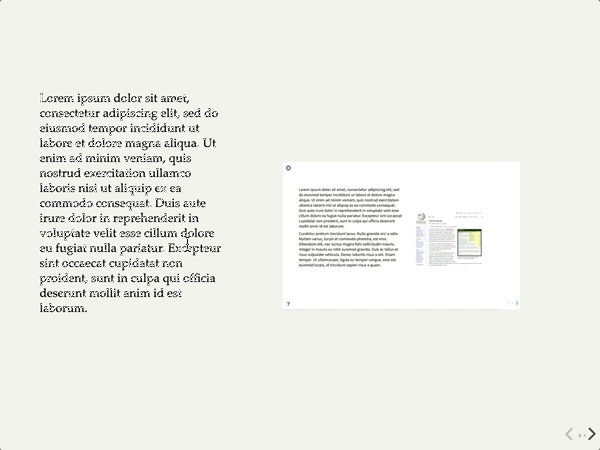 Lorem ipsum dolor sit amet,
consectetur adipiscing elit, sed do
eiusmod tempor incididunt ut
labore et dolore magna aliqua. Ut
enim ad minim veniam, quis
nostrud exercitation ullamco
laboris nisi ut aliquip ex ea
commodo consequat. Duis aute
irure dolor in reprehenderit in
voluptate velit esse cillum dolore
eu fugiat nulla pariatur. Excepteur
sint occaecat cupidatat non
proident, sunt in culpa qui officia
deserunt mollit anim id est
laborum.
Lorem ipsum dolor sit amet, consectetur adipiscing elit, sed
do eiusmod tempor incididunt ut labore et dolore magna
aliqua. Ut enim ad minim veniam, quis nostrud exercitation
ullamco laboris nisi ut aliquip ex ea commodo consequat.
Duis aute irure dolor in reprehenderit in voluptate velit esse
cillum dolore eu fugiat nulla pariatur. Excepteur sint occaecat
cupidatat non proident, sunt in culpa qui officia deserunt
mollit anim id est laborum.
Curabitur pretium tincidunt lacus. Nulla gravida orci a odio.
Nullam varius, turpis et commodo pharetra, est eros
bibendum elit, nec luctus magna felis sollicitudin mauris.
Integer in mauris eu nibh euismod gravida. Duis ac tellus et
risus vulputate vehicula. Donec lobortis risus a elit. Etiam
tempor. Ut ullamcorper, ligula eu tempor congue, eros est
euismod turpis, id tincidunt sapien risus a quam.
?